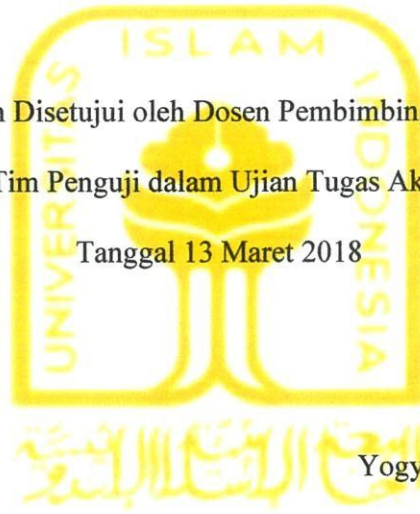 ISLAM
UNIVERSITAS
INDONESIA
Disetujui oleh Dosen
Tim Penguji dalam Ujian Tugas
Tanggal 13 Maret 2018